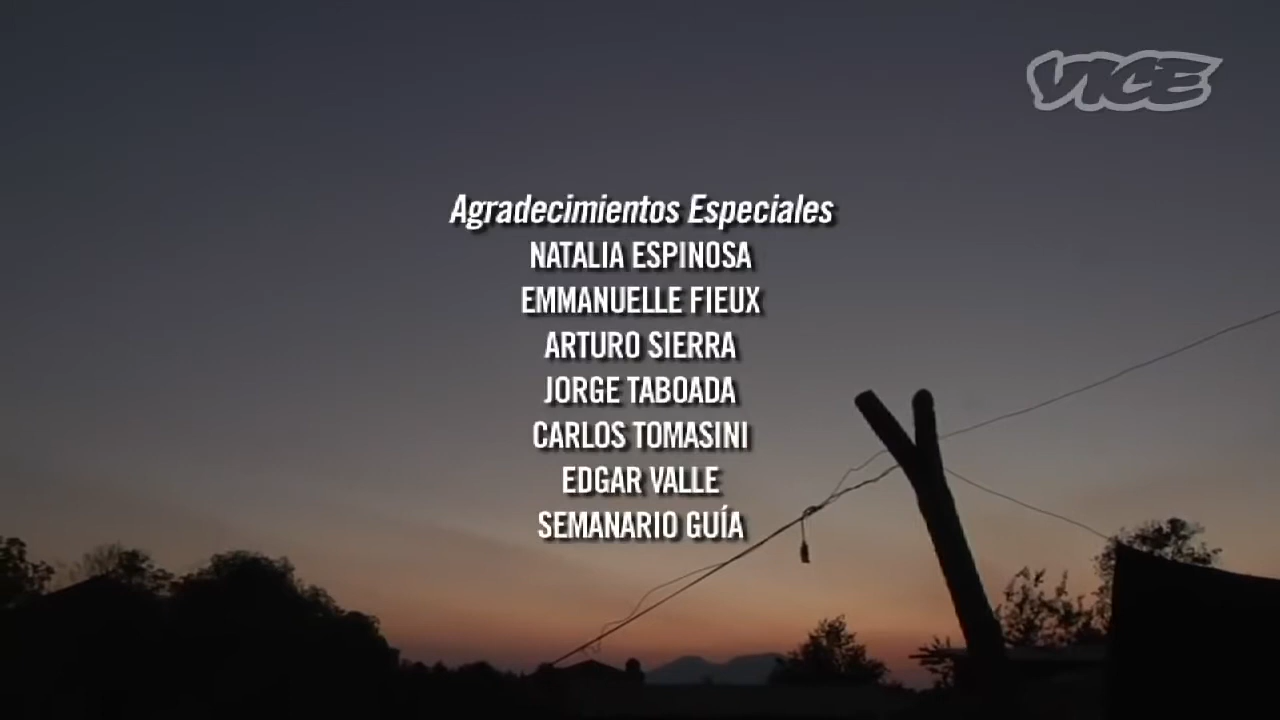 VICE
Agradecimientos Especiales
NATALIA ESPINOSA
EMMANUELLE FIEUX
ARTURO SIERRA
JORGE TABOADA
CARLOS TOMASINI
EDGAR VALLE
SEMANARIO GUÍA